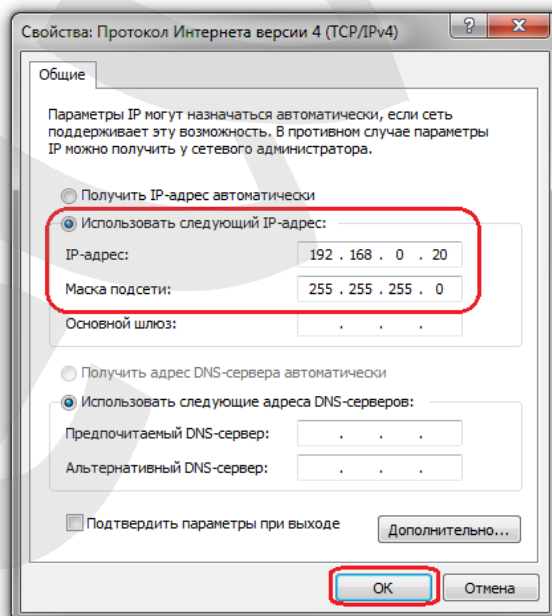 Свойства: Протокол Интернета версии 4 (TCP/IPv4)
Общие
Параметры IP могут назначаться автоматически, если сеть
поддерживает эту возможность. В противном случае параметры
IP можно получить у сетевого администратора.
Получить IP-адрес автоматически
Использовать следующий IP-адрес:
IP-адрес: 192 . 168 . 0 . 20
Маска подсети: 255 . 255 . 255 . 0
Основной шлюз: . . .
Получить адрес DNS-сервера автоматически
Использовать следующие адреса DNS-серверов:
Предпочитаемый DNS-сервер: . . .
Альтернативный DNS-сервер: . . .
Подтвердить параметры при выходе
Дополнительно...
ОК Отмена